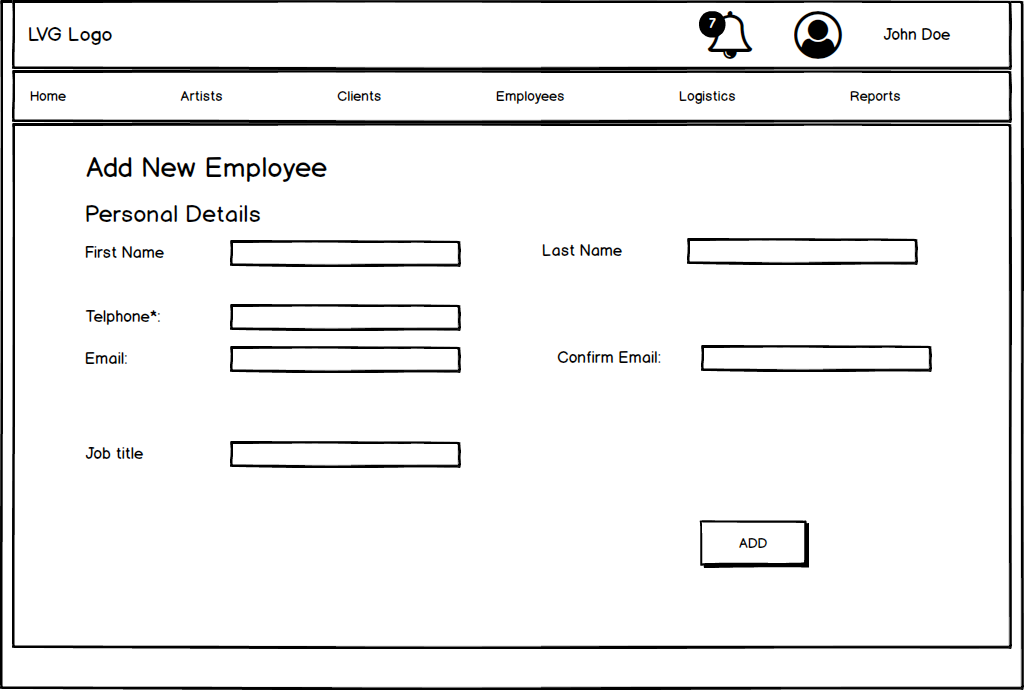 LVG Logo 7 John Doe
Home Artists Clients Employees Logistics Reports
Add New Employee
Personal Details
First Name Last Name
Telphone*:
Email: Confirm Email:
Job title
ADD